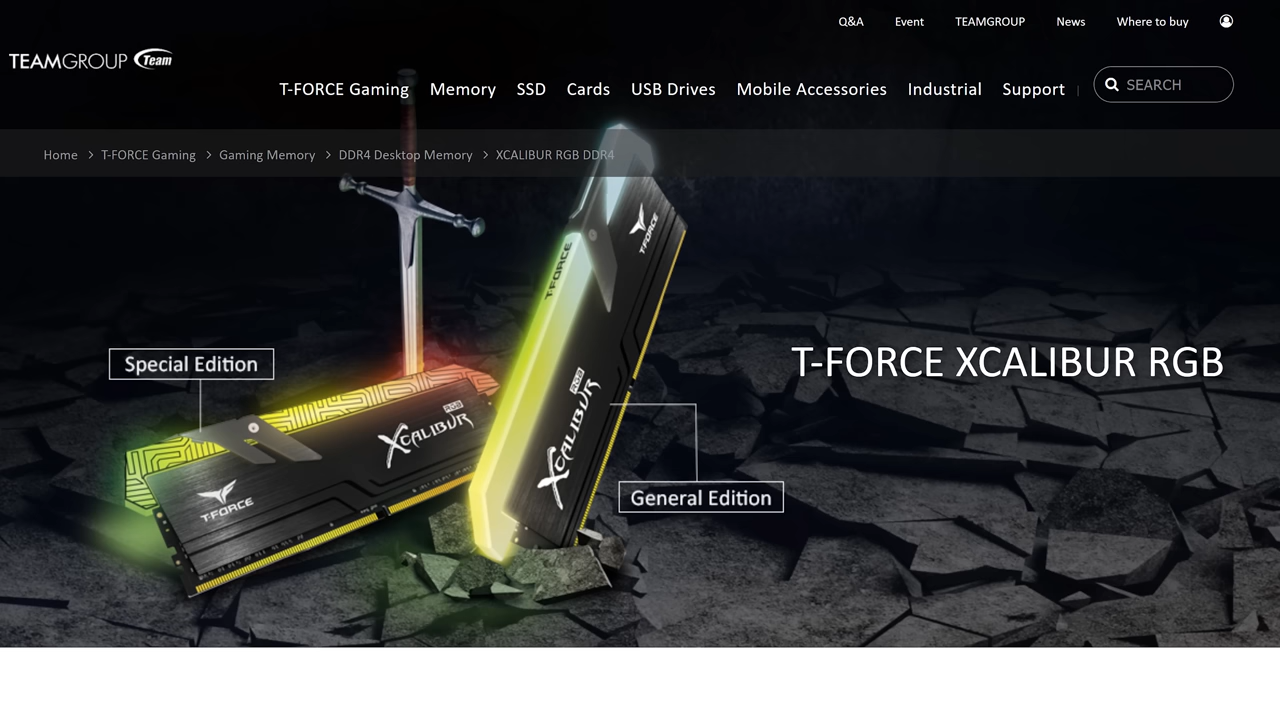 Q&A Event TEAMGROUP News Where to buy
TEAMGROUP Team
T-FORCE Gaming Memory SSD Cards USB Drives Mobile Accessories Industrial Support | SEARCH
Home > T-FORCE Gaming > Gaming Memory > DDR4 Desktop Memory > XCALIBUR RGB DDR4
T-FORCE
T-FORCE
Special Edition
T-FORCE XCALIBUR RGB
XCALIBUR RGB
XCALIBUR RGB
General Edition
T-FORCE